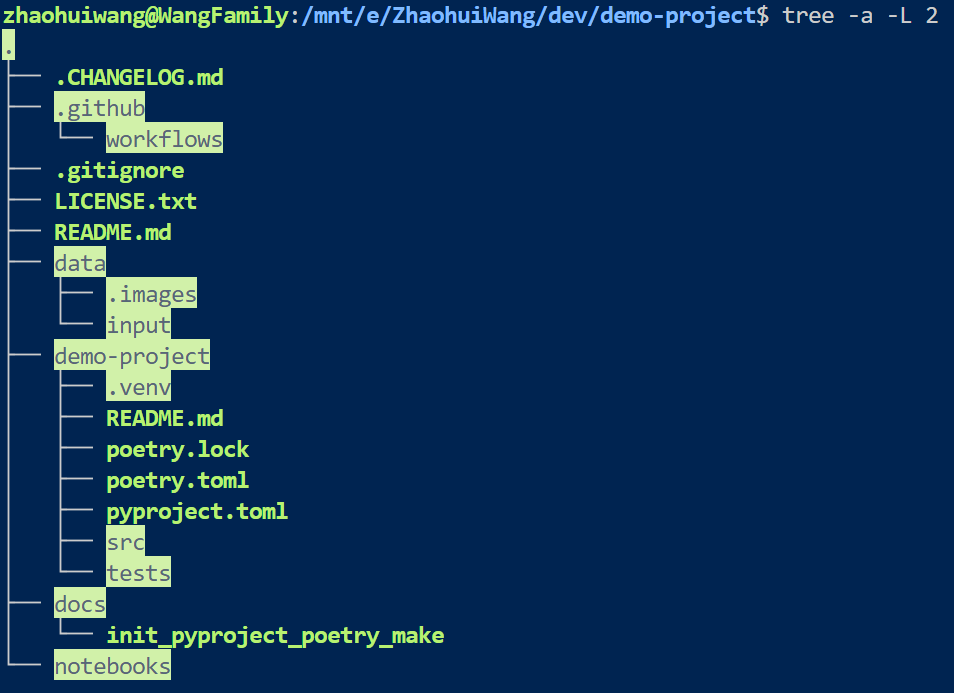 zhaohuiwang@WangFamily:/mnt/e/ZhaohuiWang/dev/demo-project$ tree -a -L 2
.
├── .CHANGELOG.md
├── .github
│   └── workflows
├── .gitignore
├── LICENSE.txt
├── README.md
├── data
│   ├── .images
│   └── input
├── demo-project
│   ├── .venv
│   ├── README.md
│   ├── poetry.lock
│   ├── poetry.toml
│   ├── pyproject.toml
│   ├── src
│   └── tests
├── docs
│   └── init_pyproject_poetry_make
└── notebooks